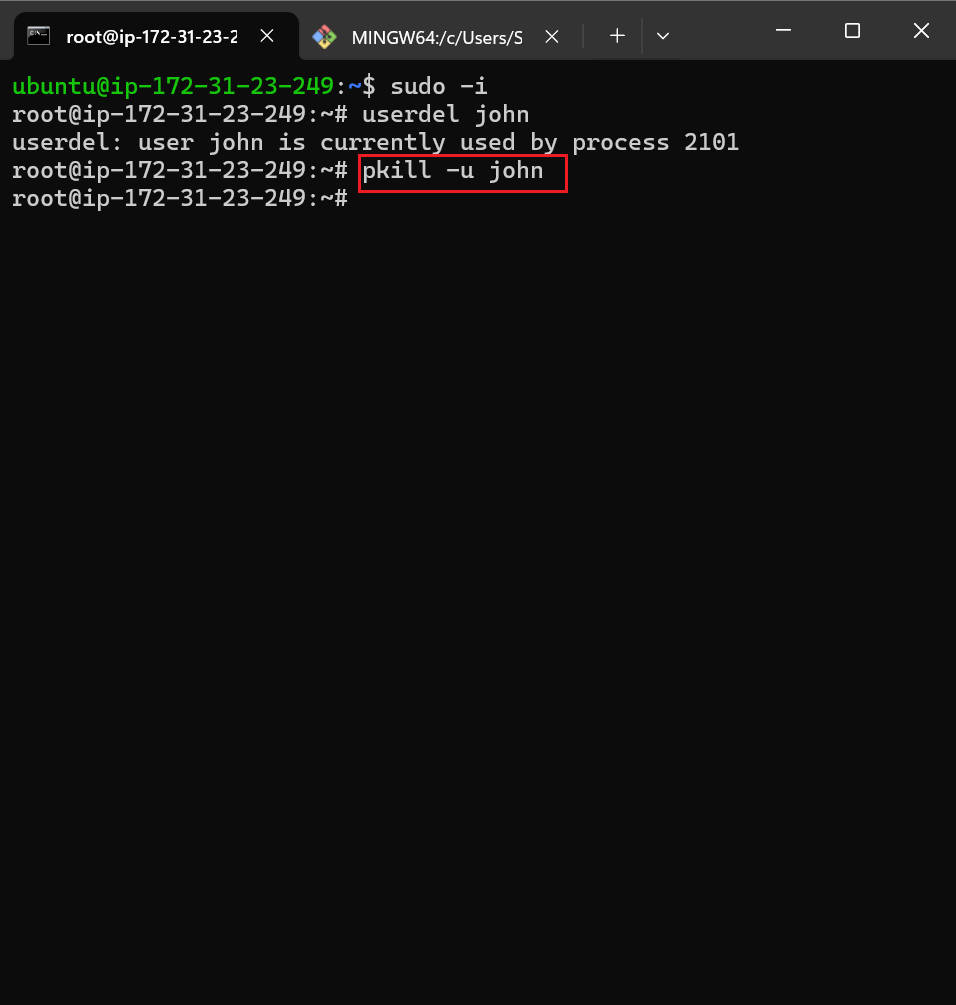 root@ip-172-31-23-2
MINGW64:/c/Users/S
ubuntu@ip-172-31-23-249:~$ sudo -i
root@ip-172-31-23-249:~# userdel john
userdel: user john is currently used by process 2101
root@ip-172-31-23-249:~# pkill -u john
root@ip-172-31-23-249:~#